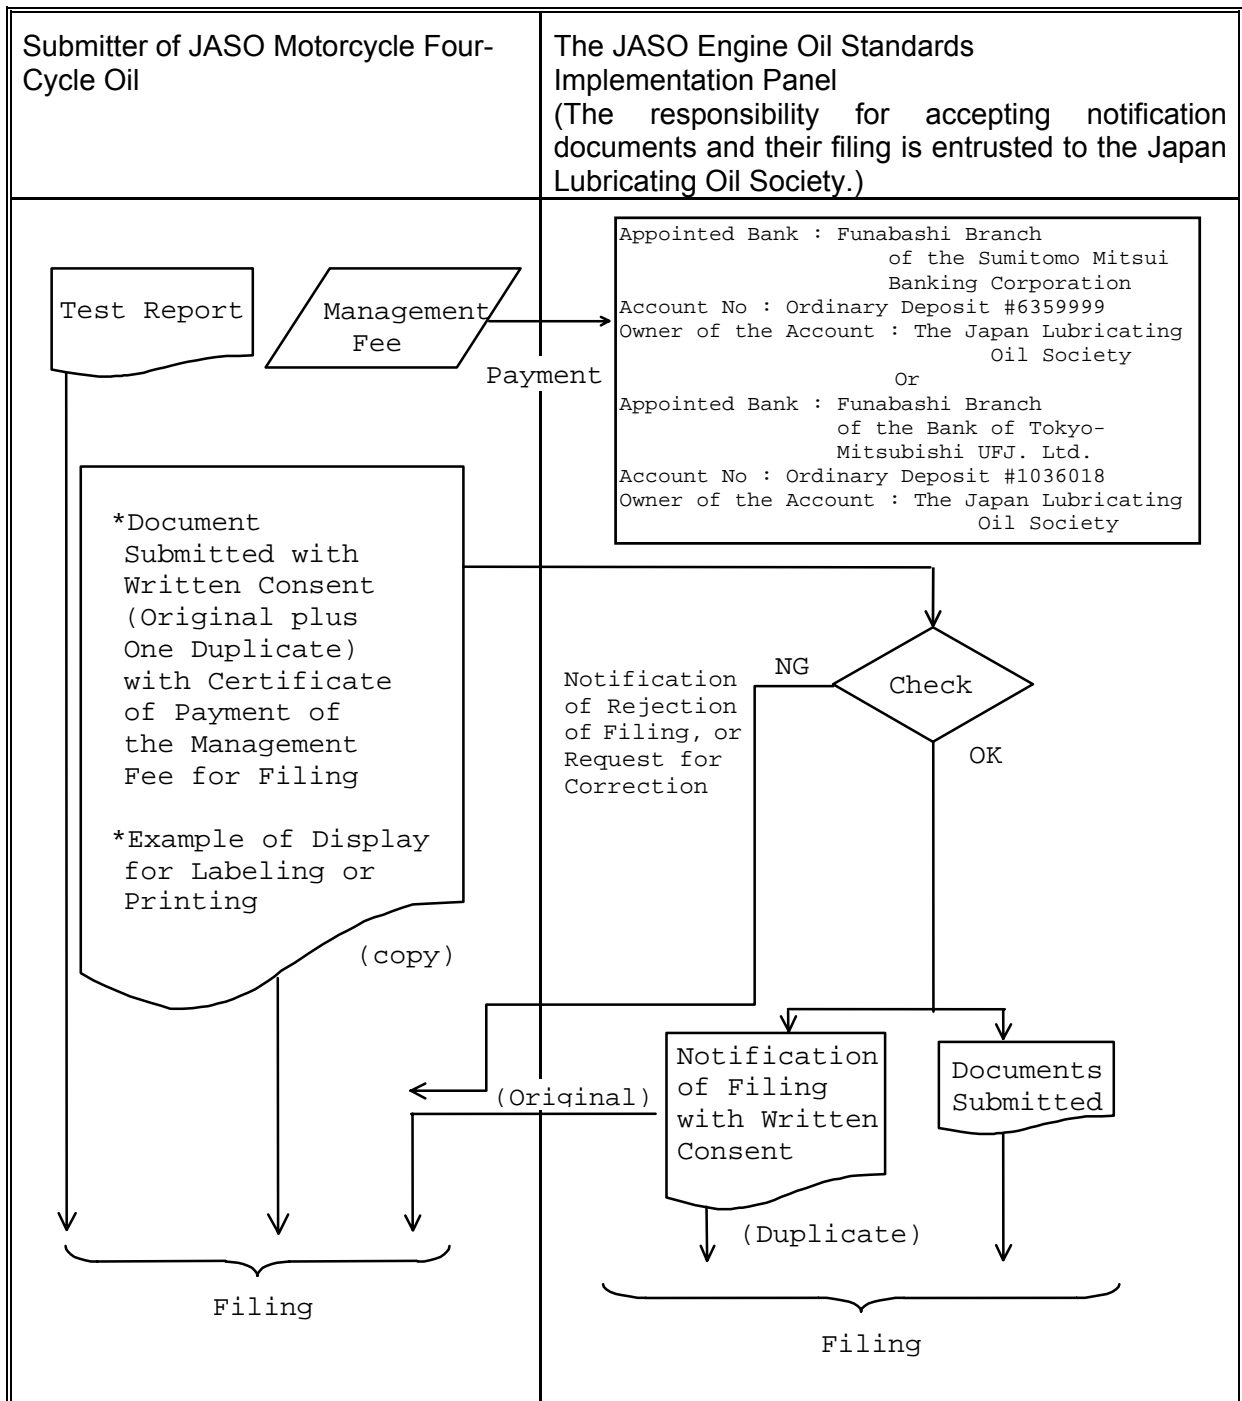 Submitter of JASO Motorcycle Four-
Cycle Oil
The JASO Engine Oil Standards
Implementation Panel
(The responsibility for accepting notification
documents and their filing is entrusted to the Japan
Lubricating Oil Society.)
Test Report
Management
Fee
Payment
Appointed Bank : Funabashi Branch
of the Sumitomo Mitsui
Banking Corporation
Account No : Ordinary Deposit #6359999
Owner of the Account : The Japan Lubricating
Oil Society
Or
Appointed Bank : Funabashi Branch
of the Bank of Tokyo-
Mitsubishi UFJ. Ltd.
Account No : Ordinary Deposit #1036018
Owner of the Account : The Japan Lubricating
Oil Society
*Document
Submitted with
Written Consent
(Original plus
One Duplicate)
with Certificate
of Payment of
the Management
Fee for Filing
*Example of Display
for Labeling or
Printing
(copy)
Notification
of Rejection
of Filing, or
Request for
Correction
NG
Check
OK
(Original)
Notification
of Filing
with Written
Consent
Documents
Submitted
(Duplicate)
Filing
Filing